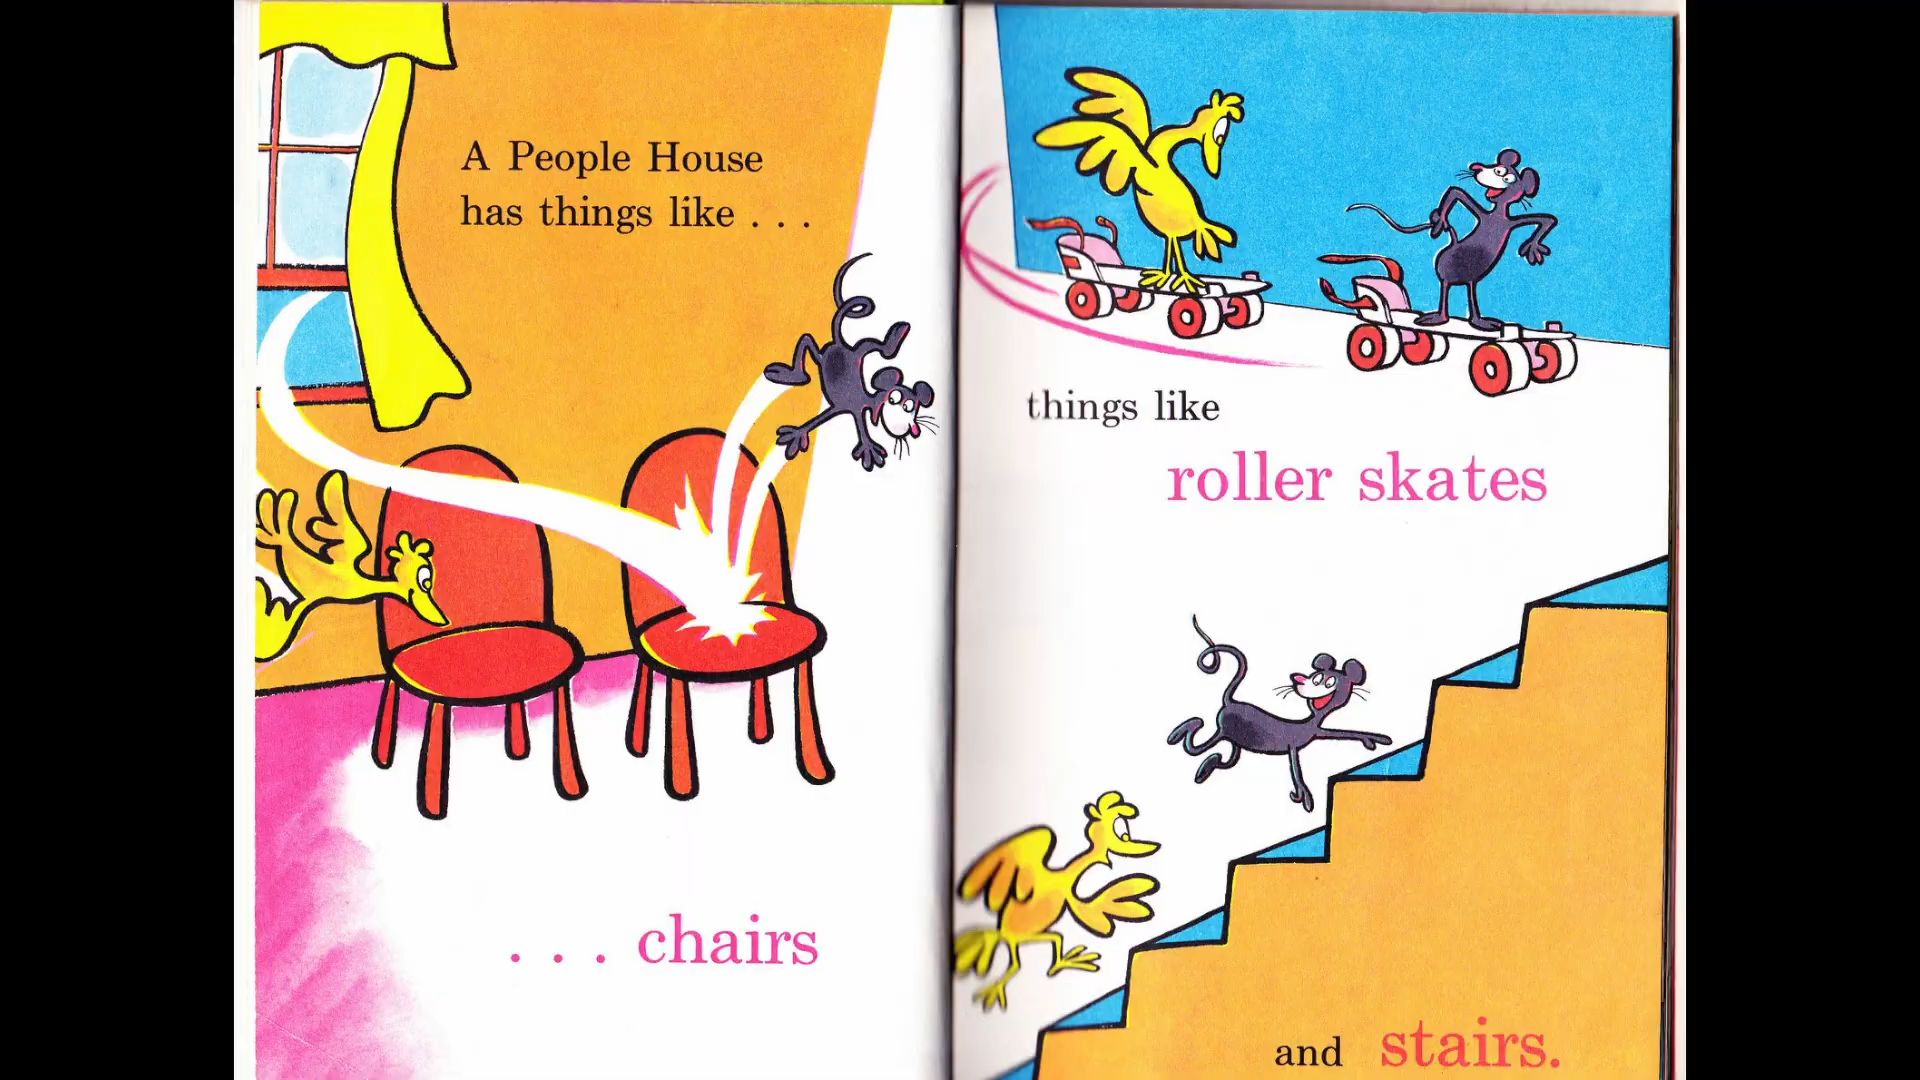 A People House
has things like . . .
. . . chairs
things like
roller skates
and stairs.